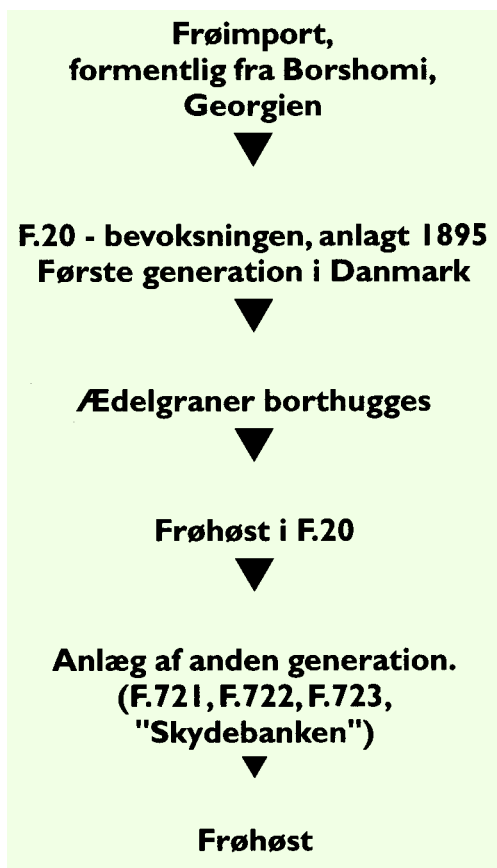 Frøimport,
formentlig fra Borshomi,
Georgien
F.20 - bevoksningen, anlagt 1895
Første generation i Danmark
Ædelgraner borthugges
Frøhøst i F.20
Anlæg af anden generation.
(F.721, F.722, F.723,
"Skydebanken")
Frøhøst